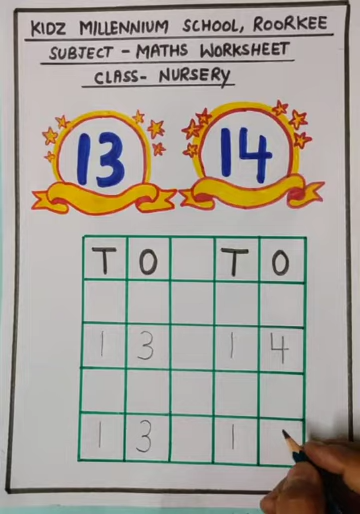 KIDZ MILLENNIUM SCHOOL, ROORKEE
SUBJECT - MATHS WORKSHEET
CLASS- NURSERY
13 14
T O T O
1 3 1 4
1 3 1